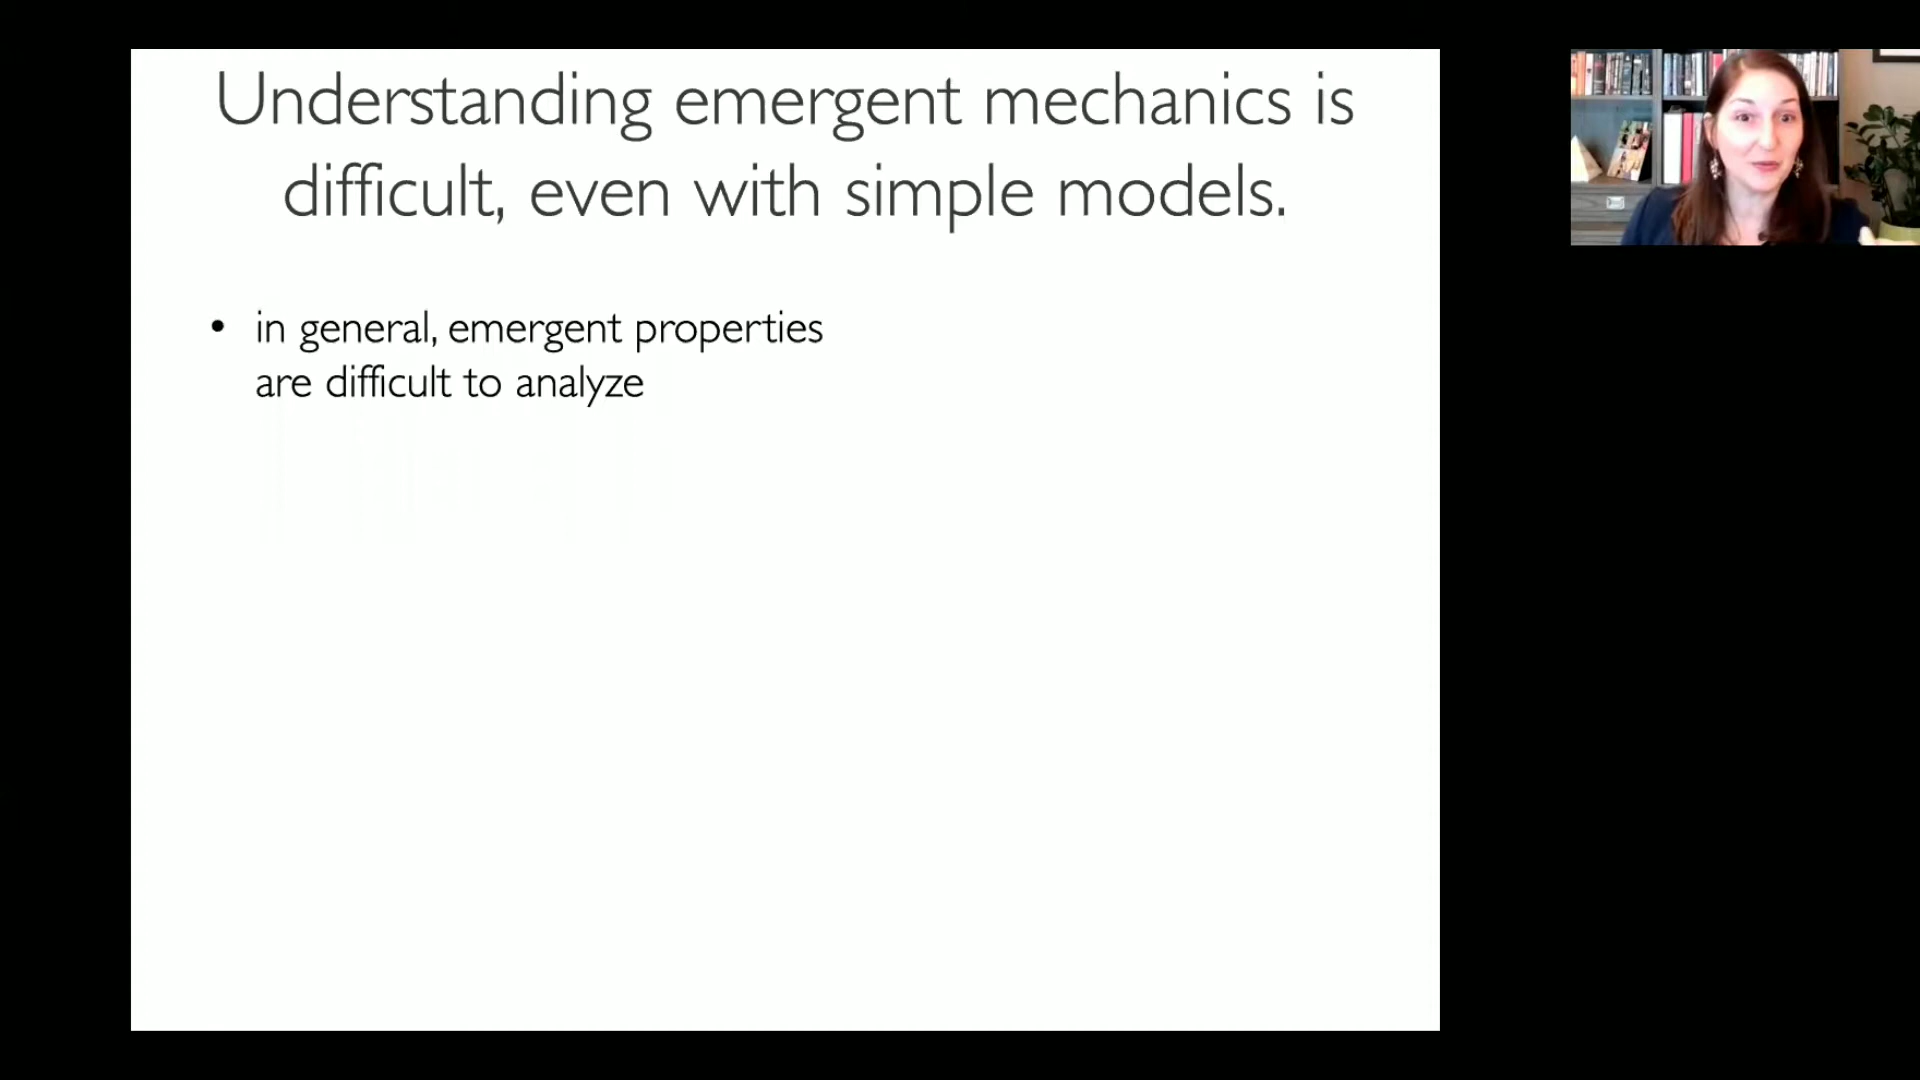 Understanding emergent mechanics is
difficult, even with simple models.
• in general, emergent properties
are difficult to analyze